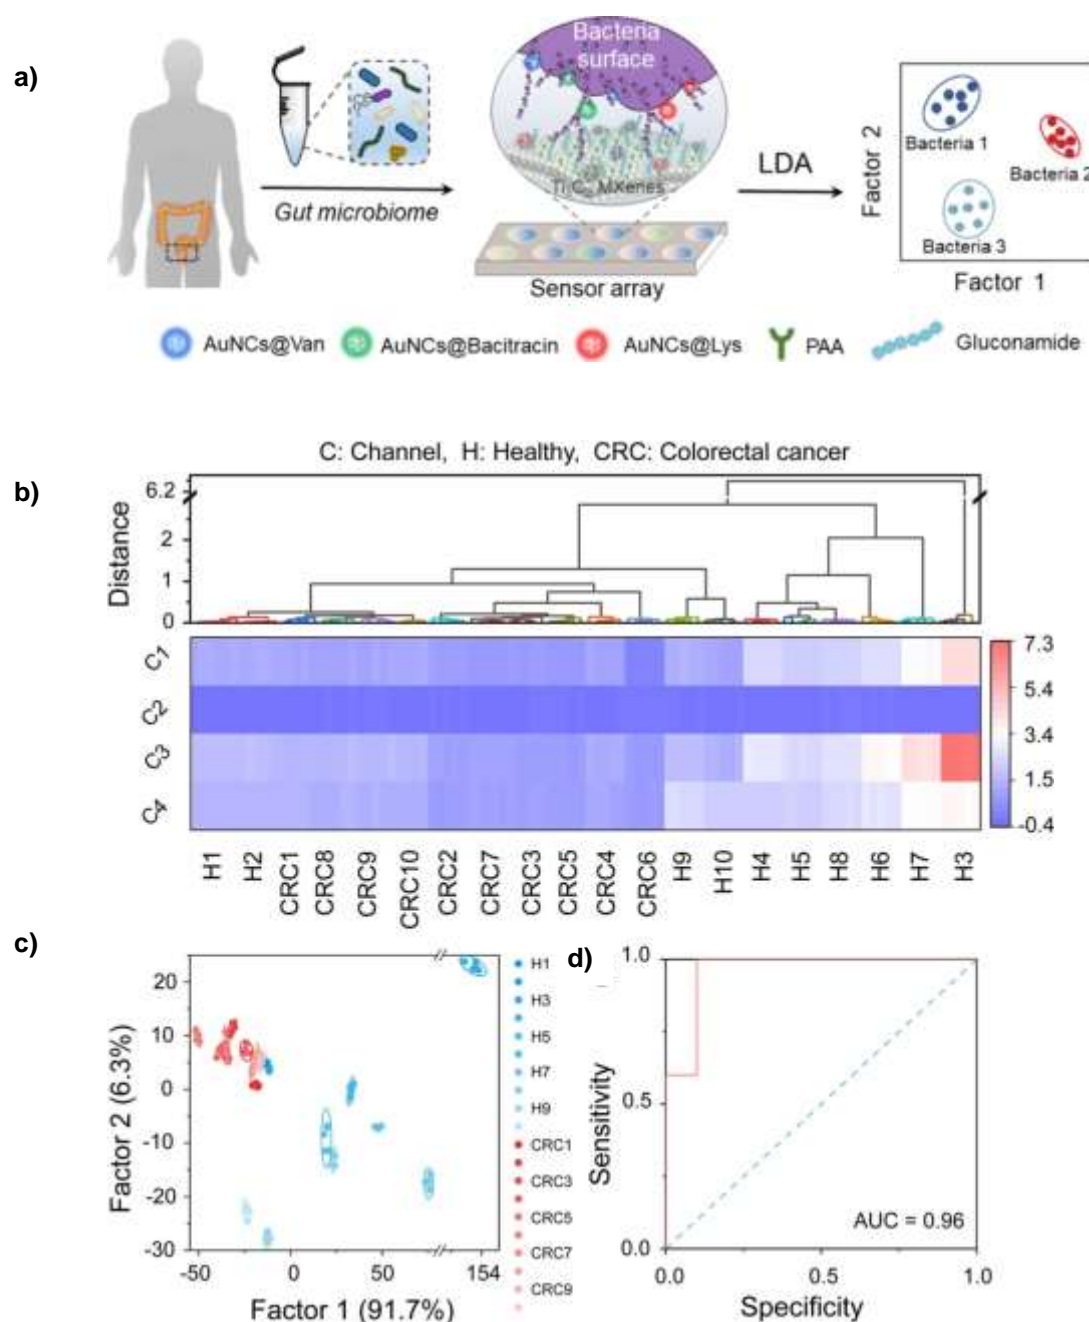 a)
Bacteria
surface
Gut microbiome
MXenes
Sensor array
LDA
Factor 2
Bacteria 1
Bacteria 2
Bacteria 3
Factor 1
AuNCs@Van
AuNCs@Bacitracin
AuNCs@Lys
PAA
Gluconamide
C: Channel, H: Healthy, CRC: Colorectal cancer
b)
Distance
6.2
2
1
0
C1
C2
C3
C4
7.3
5.4
3.4
1.5
-0.4
H1
H2
CRC1
CRC8
CRC9
CRC10
CRC2
CRC7
CRC3
CRC5
CRC4
CRC6
H9
H10
H4
H5
H8
H6
H7
H3
c)
Factor 2 (6.3%)
20
10
0
-10
-20
-30
-50
0
50
154
Factor 1 (91.7%)
H1
H3
H5
H7
H9
CRC1
CRC3
CRC5
CRC7
CRC9
d)
Sensitivity
1.0
0.5
0.0
AUC = 0.96
0.0
0.5
1.0
Specificity